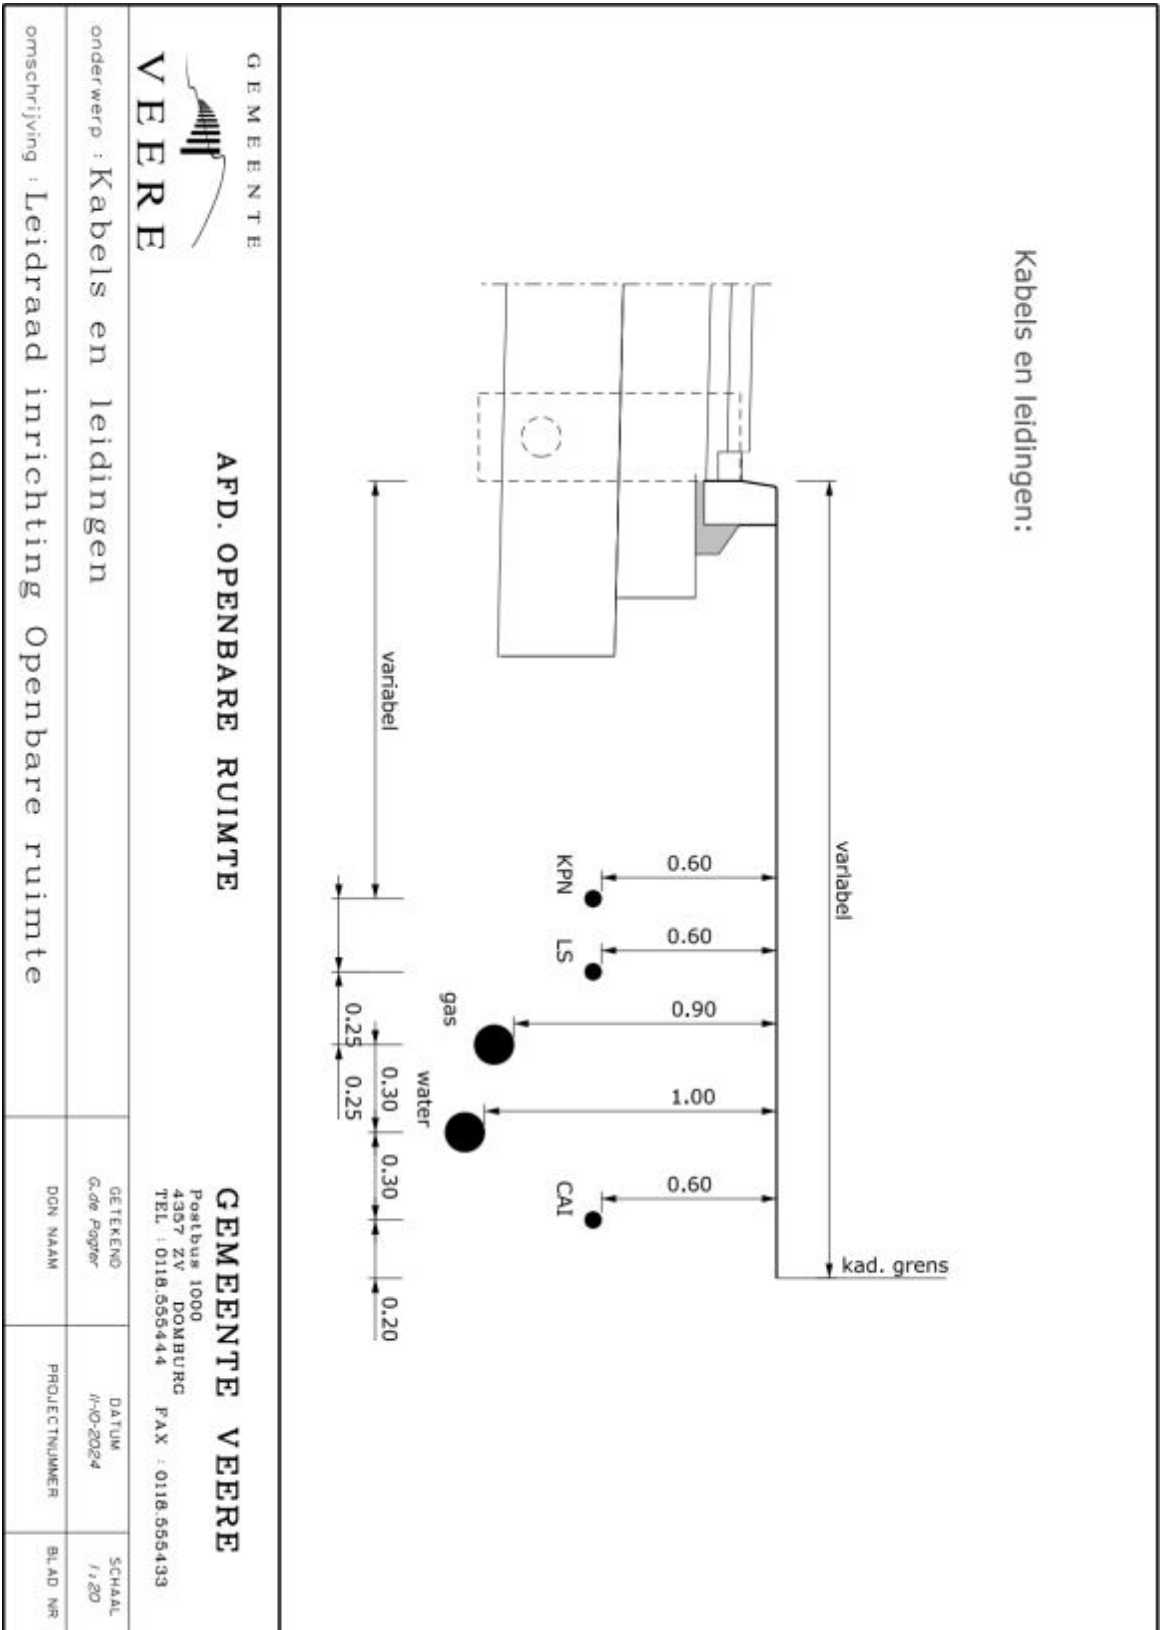 Kabels en leidingen:
variabel
kad. grens
0.60
0.60
0.90
1.00
0.60
KPN
LS
gas
water
CAI
variabel
0.30
0.30
0.20
0.25
0.25
GEMEENTE
VEERE
AFD. OPENBARE RUIMTE
GEMEENTE VEERE
Postbus 1000
4357 ZV DOMBURG
TEL : 0118.555444 FAX : 0118.555433
onderwerp : Kabels en leidingen
GETEKEND
G.de Pagter
DATUM
11-10-2024
SCHAAL
1 : 20
omschrijving : Leidraad inrichting Openbare ruimte
DGN NAAM
PROJECTNUMMER
BLAD NR